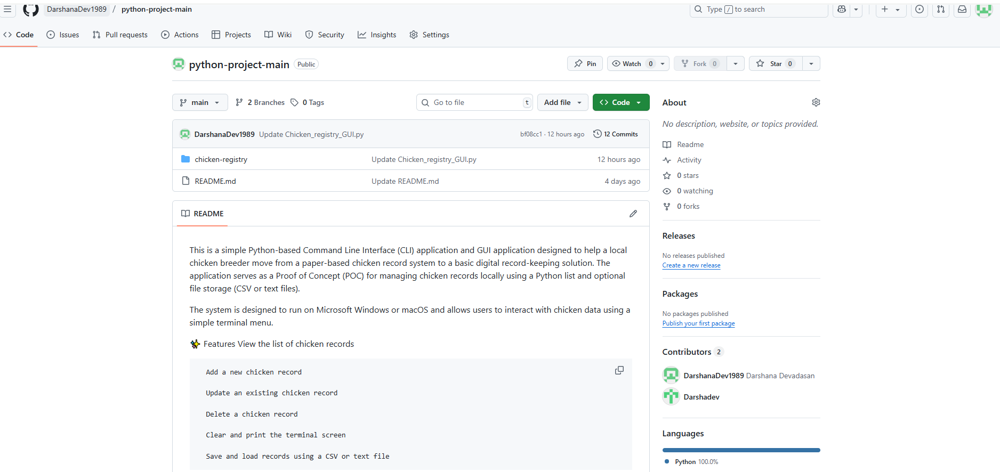 DarshanaDev1989 / python-project-main
Type / to search
Code Issues Pull requests Actions Projects Wiki Security Insights Settings
python-project-main Public
Pin Watch 0 Fork 0 Star 0
main 2 Branches 0 Tags
Go to file t Add file Code
DarshanaDev1989 Update Chicken_registry_GUI.py bf08cc1 · 12 hours ago 12 Commits
chicken-registry Update Chicken_registry_GUI.py 12 hours ago
README.md Update README.md 4 days ago
README
This is a simple Python-based Command Line Interface (CLI) application and GUI application designed to help a local
chicken breeder move from a paper-based chicken record system to a basic digital record-keeping solution. The
application serves as a Proof of Concept (POC) for managing chicken records locally using a Python list and optional
file storage (CSV or text files).
The system is designed to run on Microsoft Windows or macOS and allows users to interact with chicken data using a
simple terminal menu.
✨ Features View the list of chicken records
Add a new chicken record
Update an existing chicken record
Delete a chicken record
Clear and print the terminal screen
Save and load records using a CSV or text file
About
No description, website, or topics provided.
Readme
Activity
0 stars
0 watching
0 forks
Releases
No releases published
Create a new release
Packages
No packages published
Publish your first package
Contributors 2
DarshanaDev1989 Darshana Devadasan
Darshadev
Languages
Python 100.0%